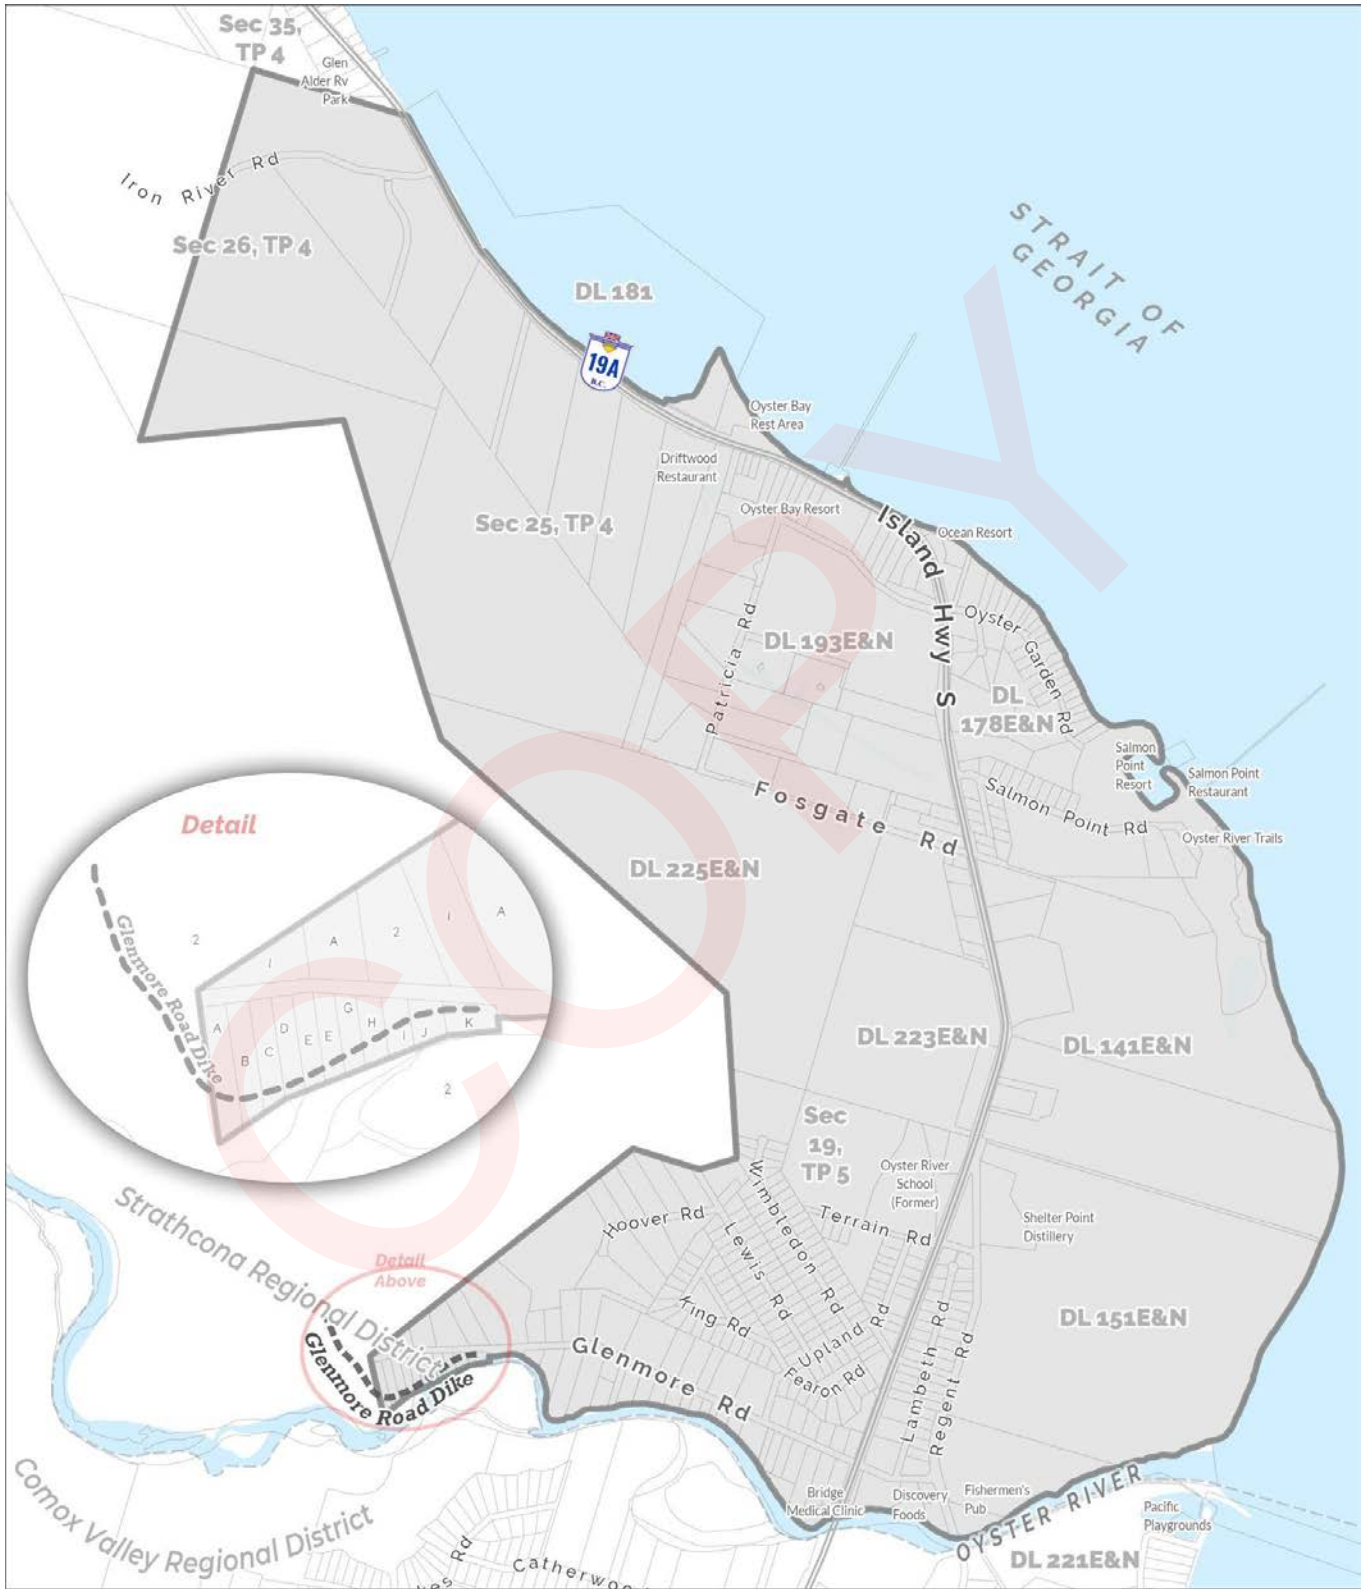 Sec 35,
TP 4
Glen
Alder Rv
Park
Iron River Rd
Sec 26, TP 4
STRAIT OF
GEORGIA
DL 181
19A
B.C.
Oyster Bay
Rest Area
Driftwood
Restaurant
Oyster Bay Resort
Sec 25, TP 4
Island Hwy S
Ocean Resort
Oyster Garden Rd
Patricia Rd
DL 193E&N
DL
178E&N
Salmon
Point
Resort
Salmon Point
Restaurant
Salmon Point Rd
Oyster River Trails
Fosgate Rd
DL 225E&N
Detail
Glenmore Road Dike
2
I
A
2
I
A
A
B
C
D
E
E
G
H
I
J
K
2
DL 223E&N
DL 141E&N
Sec
19,
TP 5
Oyster River
School
(Former)
Shelter Point
Distillery
Wimbledon Rd
Terrain Rd
Hoover Rd
Lewis Rd
King Rd
Upland Rd
Fearon Rd
Lambeth Rd
Regent Rd
DL 151E&N
Strathcona Regional District
Detail
Above
Glenmore Road Dike
Glenmore Rd
Comox Valley Regional District
Bridge
Medical Clinic
Discovery
Foods
Fishermen's
Pub
OYSTER RIVER
Pacific
Playgrounds
DL 221E&N
Rd
COPY